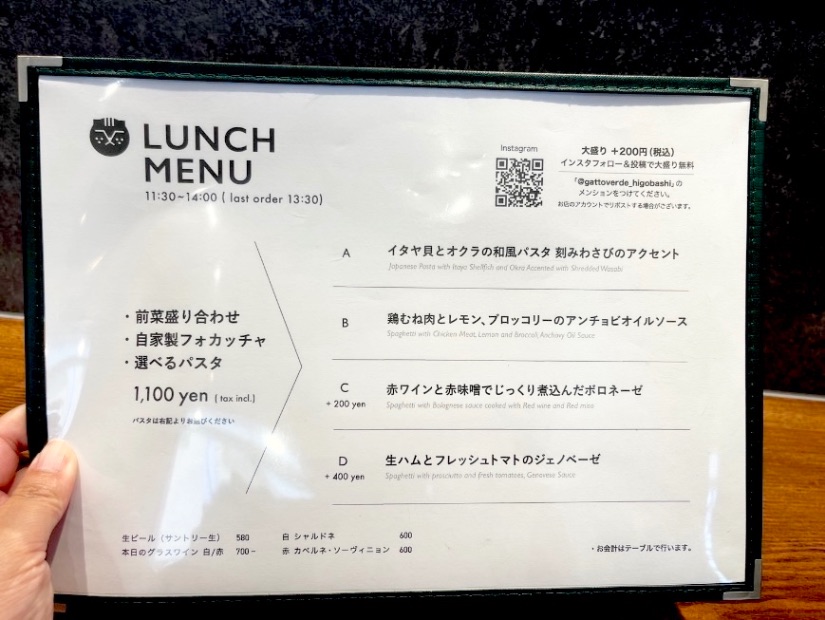 LUNCH
MENU
11:30~14:00 ( last order 13:30)
Instagram
大盛り +200円(税込)
インスタフォロー&投稿で大盛り無料
「@gattoverde_higobashi」の
メンションをつけてください。
お店のアカウントでリポストする場合がございます。
・前菜盛り合わせ
・自家製フォカッチャ
・選べるパスタ
1,100 yen ( tax incl.)
パスタは右記よりお選びください
A イタヤ貝とオクラの和風パスタ 刻みわさびのアクセント
Japanese Pasta with Itaya Shellfish and Okra Accented with Shredded Wasabi
B 鶏むね肉とレモン、ブロッコリーのアンチョビオイルソース
Spaghetti with Chicken Meat, Lemon and Broccoli Anchovy Oil Sauce
C 赤ワインと赤味噌でじっくり煮込んだボロネーゼ
+ 200 yen Spaghetti with Bolognese sauce cooked with Red wine and Red miso
D 生ハムとフレッシュトマトのジェノベーゼ
+ 400 yen Spaghetti with prosciutto and fresh tomatoes, Genovese Sauce
生ビール(サントリー生) 580 白 シャルドネ 600
本日のグラスワイン 白/赤 700 – 赤 カベルネ・ソーヴィニョン 600
・お会計はテーブルで行います。